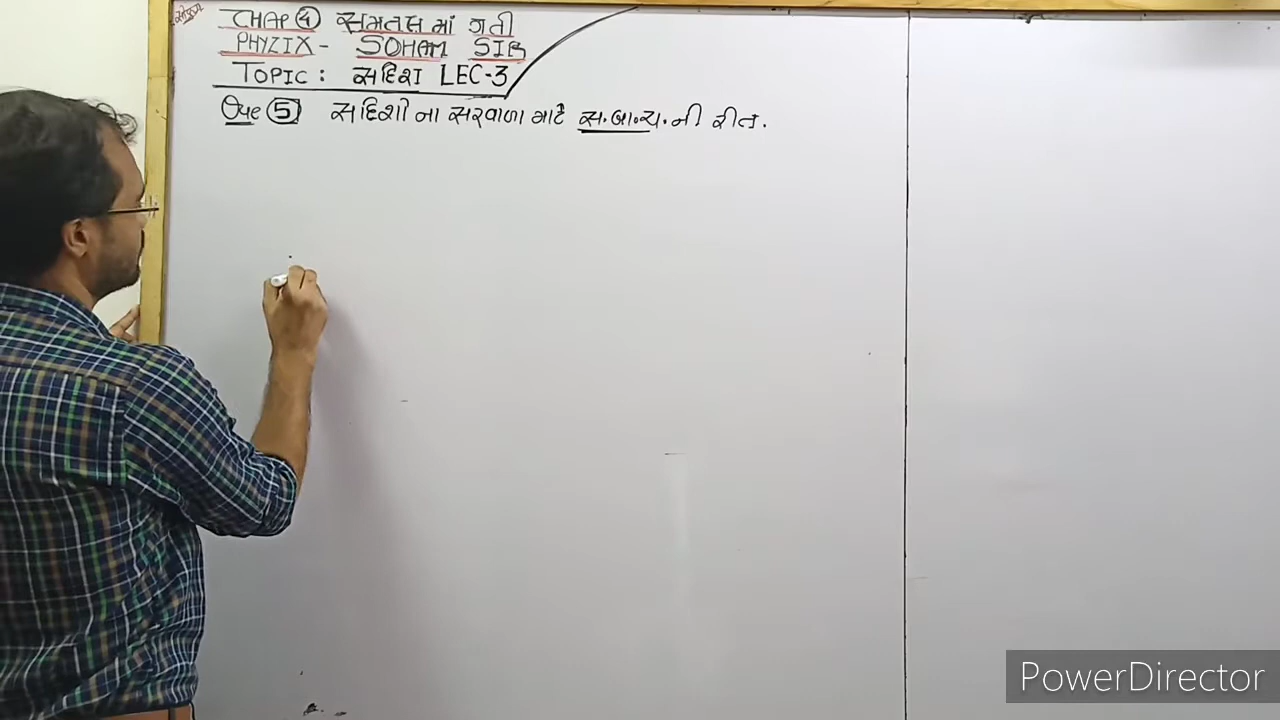 CHAP ④ સમતલ માં ગતી
PHYZIX- SOHAM SIR
TOPIC: સદિશ LEC-3
Que ⑤ સદિશો ના સરવાળા માટે સ.બા.ચ. ની રીત.
PowerDirector